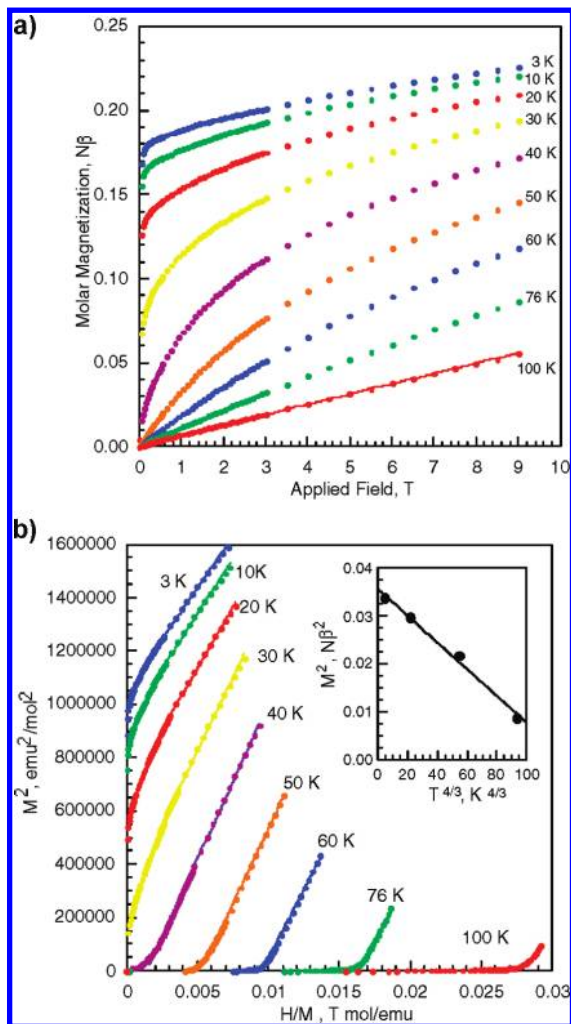 a)
0.25
0.20
0.15
0.10
0.05
0.00
Molar Magnetization, Nβ
3 K
10 K
20 K
30 K
40 K
50 K
60 K
76 K
100 K
0 1 2 3 4 5 6 7 8 9 10
Applied Field, T
b)
1600000
1400000
1200000
1000000
800000
600000
400000
200000
0
M², emu²/mol²
3 K
10K
20 K
30 K
40 K
50 K
60 K
76 K
100 K
0.04
0.03
0.02
0.01
0.00
M², Nβ²
0 20 40 60 80 100
T 4/3, K 4/3
0 0.005 0.01 0.015 0.02 0.025 0.03
H/M , T mol/emu